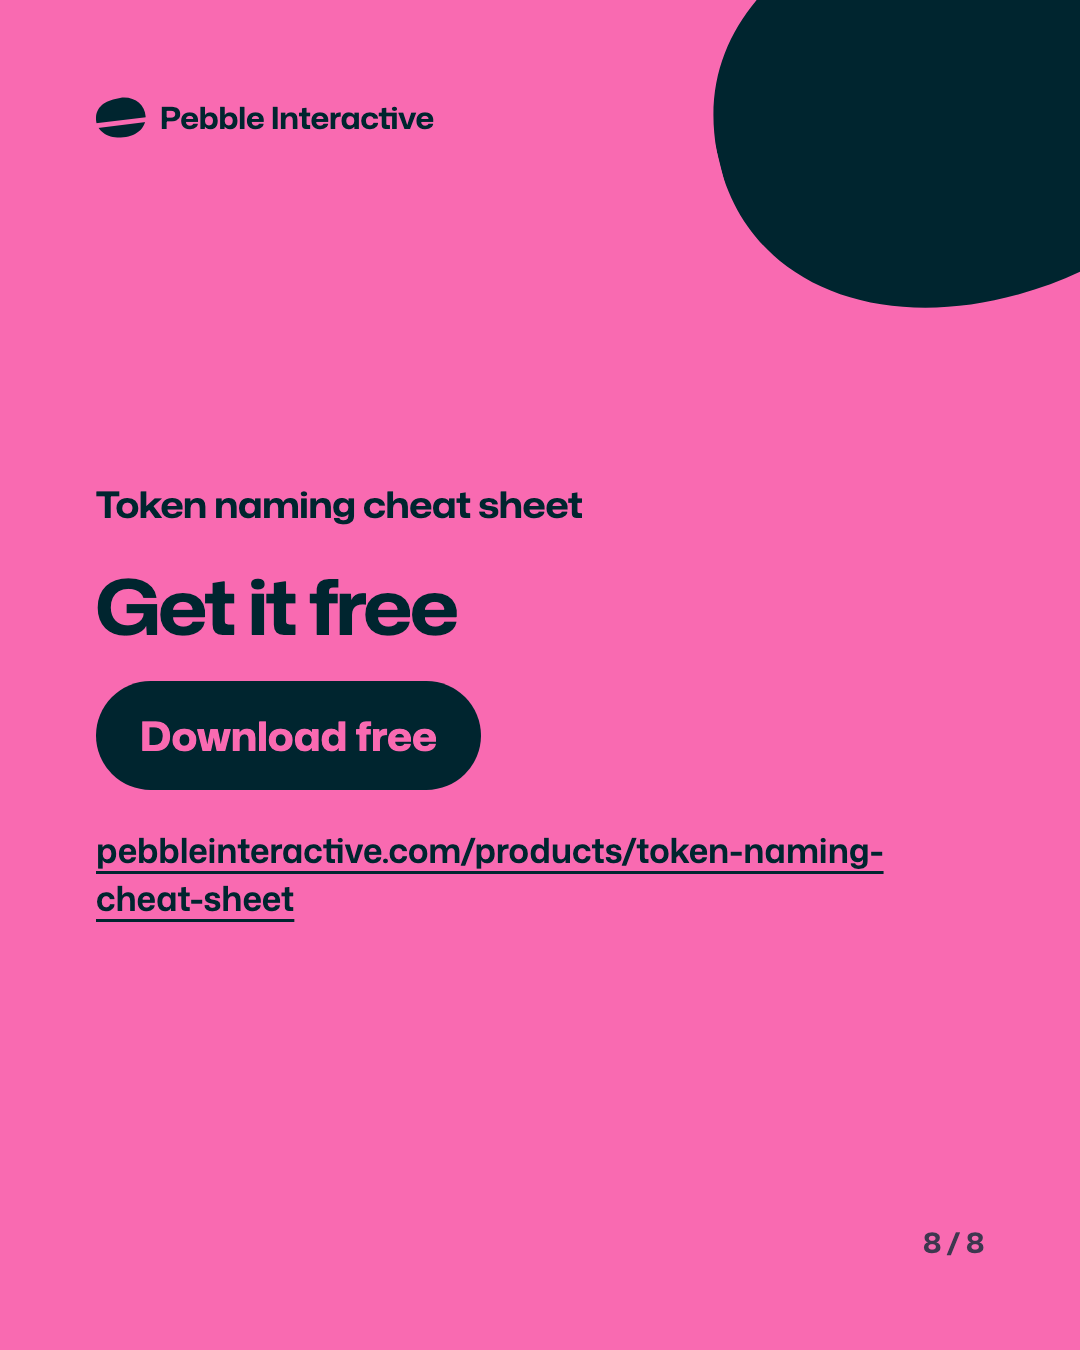 Pebble Interactive
Token naming cheat sheet
Get it free
Download free
pebbleinteractive.com/products/token-naming-
cheat-sheet
8 / 8